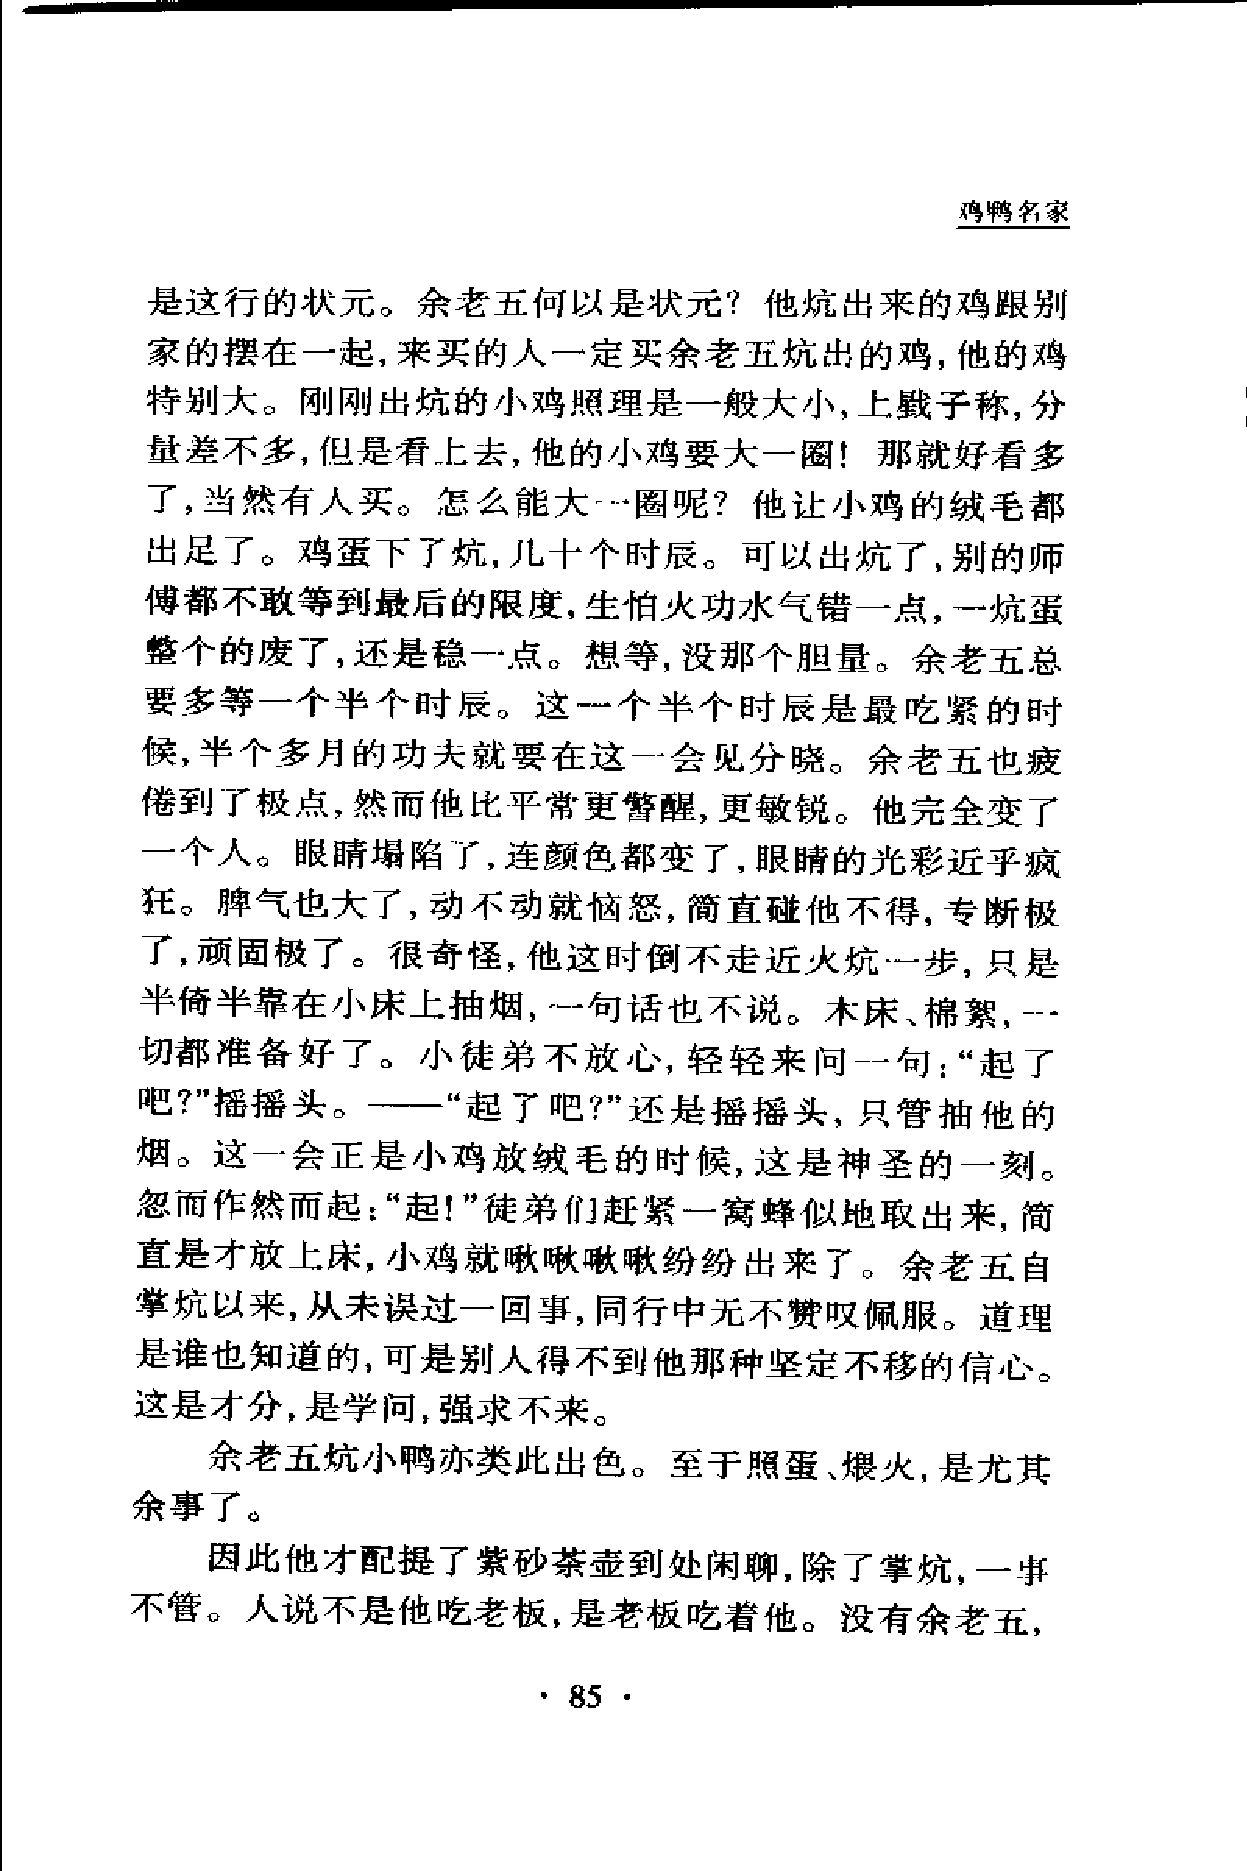 鸡鸭名家
是这行的状元。余老五何以是状元？他炕出来的鸡跟别
家的摆在一起，来买的人一定买余老五炕出的鸡，他的鸡
特别大。刚刚出炕的小鸡照理是一般大小，上戥子称，分
量差不多，但是看上去，他的小鸡要大一圈！那就好看多
了，当然有人买。怎么能大一圈呢？他让小鸡的绒毛都
出足了。鸡蛋下了炕，几十个时辰。可以出炕了，别的师
傅都不敢等到最后的限度，生怕火功水气错一点，一炕蛋
整个的废了，还是稳一点。想等，没那个胆量。余老五总
要多等一个半个时辰。这一个半个时辰是最吃紧的时
候，半个多月的功夫就要在这一会见分晓。余老五也疲
倦到了极点，然而他比平常更警醒，更敏锐。他完全变了
一个人。眼睛塌陷了，连颜色都变了，眼睛的光彩近乎疯
狂。脾气也大了，动不动就恼怒，简直碰他不得，专断极
了，顽固极了。很奇怪，他这时倒不走近火炕一步，只是
半倚半靠在小床上抽烟，一句话也不说。木床、棉絮，一
切都准备好了。小徒弟不放心，轻轻来问一句：“起了
吧？”摇摇头。——“起了吧？”还是摇摇头，只管抽他的
烟。这一会正是小鸡放绒毛的时候，这是神圣的一刻。
忽而作然而起：“起！”徒弟们赶紧一窝蜂似地取出来，简
直是才放上床，小鸡就啾啾啾啾纷纷出来了。余老五自
掌炕以来，从未误过一回事，同行中无不赞叹佩服。道理
是谁也知道的，可是别人得不到他那种坚定不移的信心。
这是才分，是学问，强求不来。
余老五炕小鸭亦类此出色。至于照蛋、煨火，是尤其
余事了。
因此他才配提了紫砂茶壶到处闲聊，除了掌炕，一事
不管。人说不是他吃老板，是老板吃着他。没有余老五，
·85·